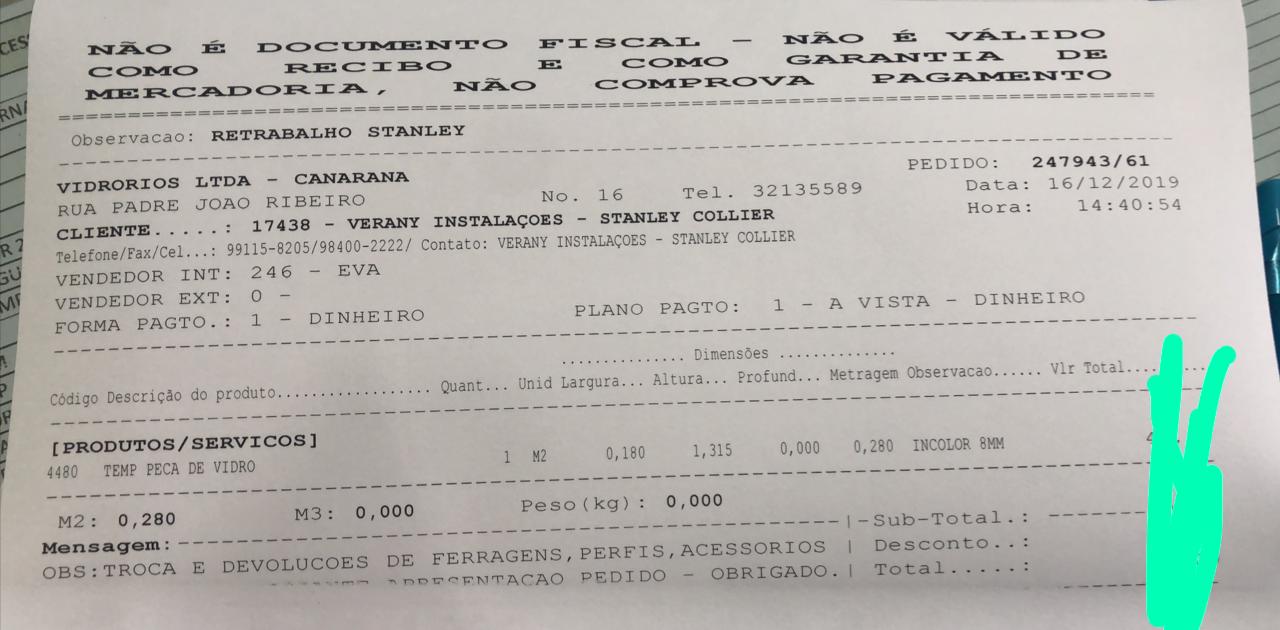 NÃO É DOCUMENTO FISCAL - NÃO É VÁLIDO
COMO RECIBO E COMO GARANTIA DE
MERCADORIA, NÃO COMPROVA PAGAMENTO
Observacao: RETRABALHO STANLEY
PEDIDO: 247943/61
VIDRORIOS LTDA - CANARANA
Data: 16/12/2019
RUA PADRE JOAO RIBEIRO No. 16 Tel. 32135589
Hora: 14:40:54
CLIENTE.....: 17438 - VERANY INSTALAÇOES - STANLEY COLLIER
Telefone/Fax/Cel...: 99115-8205/98400-2222/ Contato: VERANY INSTALAÇOES - STANLEY COLLIER
VENDEDOR INT: 246 - EVA
VENDEDOR EXT: 0 -
FORMA PAGTO.: 1 - DINHEIRO PLANO PAGTO: 1 - A VISTA - DINHEIRO
............... Dimensões ..............
Código Descrição do produto.................... Quant... Unid Largura... Altura... Profund... Metragem Observacao...... Vlr Total....
[PRODUTOS/SERVICOS]
4480 TEMP PECA DE VIDRO 1 M2 0,180 1,315 0,000 0,280 INCOLOR 8MM
M2: 0,280 M3: 0,000 Peso(kg): 0,000
Mensagem: |-Sub-Total.:
OBS:TROCA E DEVOLUCOES DE FERRAGENS,PERFIS,ACESSORIOS | Desconto..:
APRESENTACAO PEDIDO - OBRIGADO.| Total.....: